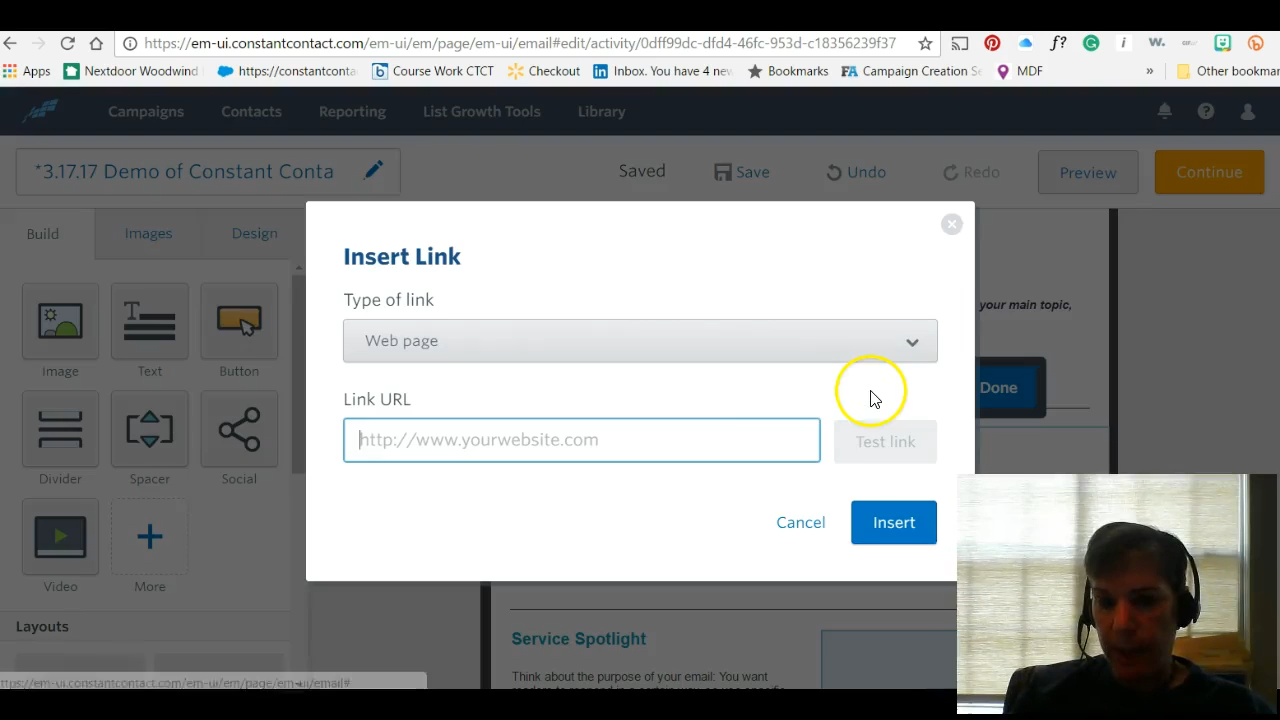 https://em-ui.constantcontact.com/em-ui/em/page/em-ui/email#edit/activity/0dff99dc-dfd4-46fc-953d-c18356239f37
Apps Nextdoor Woodwind https://constantconta Course Work CTCT Checkout Inbox. You have 4 new Bookmarks Campaign Creation Se MDF » Other bookmar
Campaigns Contacts Reporting List Growth Tools Library
*3.17.17 Demo of Constant Conta Saved Save Undo Redo Preview Continue
Build Images Design
Insert Link
Type of link
your main topic,
Web page
Image Text Button
Done
Link URL
http://www.yourwebsite.com Test link
Divider Spacer Social
Cancel Insert
Video More
Layouts
Service Spotlight
Think about the purpose of your email: You want
https://em-ui.constantcontact.com/em-ui/em/page/em-ui/email#